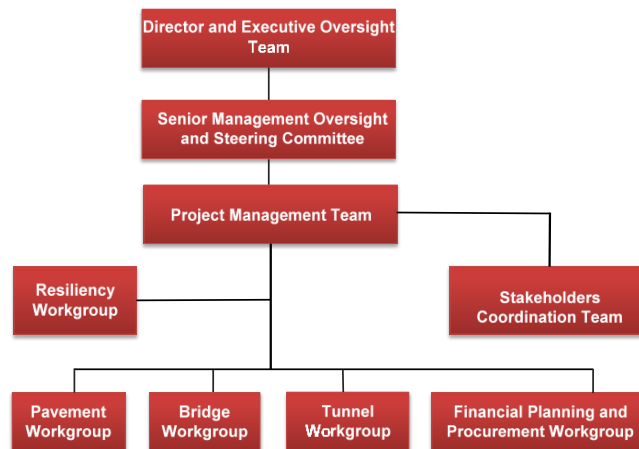 Director and Executive Oversight
Team
Senior Management Oversight
and Steering Committee
Project Management Team
Resiliency
Workgroup
Stakeholders
Coordination Team
Pavement
Workgroup
Bridge
Workgroup
Tunnel
Workgroup
Financial Planning and
Procurement Workgroup